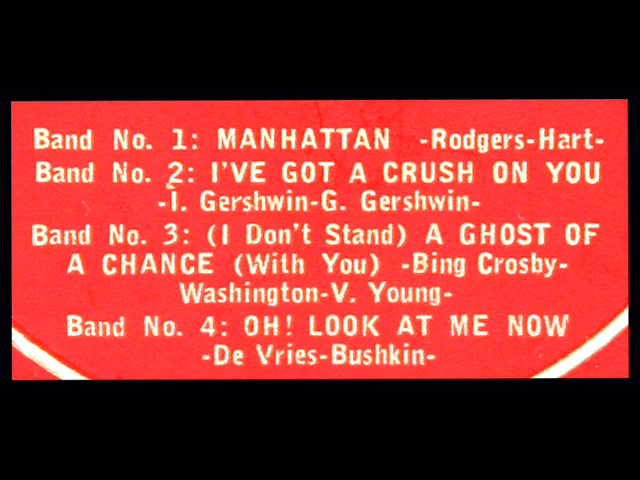 Band No. 1: MANHATTAN -Rodgers-Hart-
Band No. 2: I'VE GOT A CRUSH ON YOU
-I. Gershwin-G. Gershwin-
Band No. 3: (I Don't Stand) A GHOST OF
A CHANCE (With You) -Bing Crosby-
Washington-V. Young-
Band No. 4: OH! LOOK AT ME NOW
-De Vries-Bushkin-